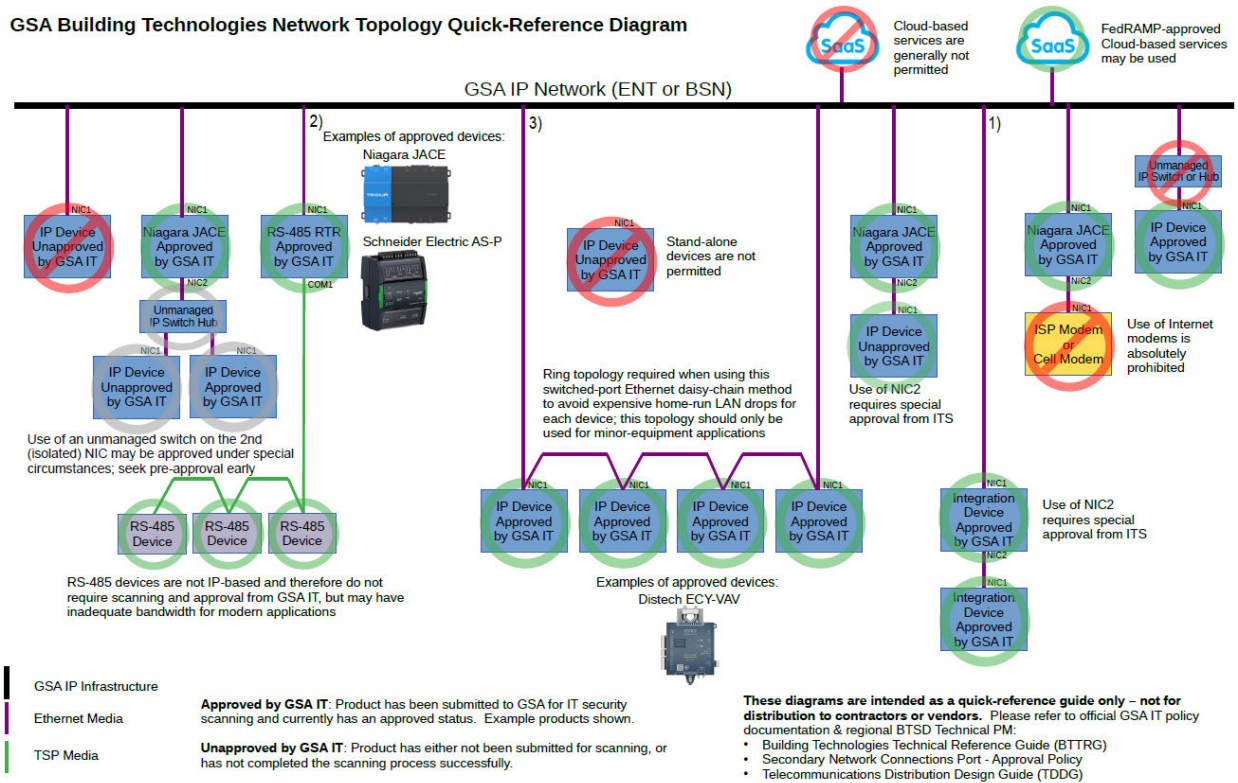 GSA Building Technologies Network Topology Quick-Reference Diagram
SaaS
Cloud-based
services are
generally not
permitted
SaaS
FedRAMP-approved
Cloud-based services
may be used
GSA IP Network (ENT or BSN)
2)
3)
1)
Examples of approved devices:
Niagara JACE
Schneider Electric AS-P
NIC1
IP Device
Unapproved
by GSA IT
NIC1
Niagara JACE
Approved
by GSA IT
NIC2
Unmanaged
IP Switch Hub
NIC1
IP Device
Unapproved
by GSA IT
NIC1
IP Device
Approved
by GSA IT
Use of an unmanaged switch on the 2nd
(isolated) NIC may be approved under special
circumstances; seek pre-approval early
NIC1
RS-485 RTR
Approved
by GSA IT
COM1
RS-485
Device
RS-485
Device
RS-485
Device
RS-485 devices are not IP-based and therefore do not
require scanning and approval from GSA IT, but may have
inadequate bandwidth for modern applications
NIC1
IP Device
Unapproved
by GSA IT
Stand-alone
devices are not
permitted
Ring topology required when using this
switched-port Ethernet daisy-chain method
to avoid expensive home-run LAN drops for
each device; this topology should only be
used for minor-equipment applications
NIC1
IP Device
Approved
by GSA IT
NIC1
IP Device
Approved
by GSA IT
NIC1
IP Device
Approved
by GSA IT
NIC1
IP Device
Approved
by GSA IT
Examples of approved devices:
Distech ECY-VAV
NIC1
Niagara JACE
Approved
by GSA IT
NIC2
NIC1
IP Device
Unapproved
by GSA IT
Use of NIC2
requires special
approval from ITS
NIC1
Integration
Device
Approved
by GSA IT
NIC2
NIC1
Integration
Device
Approved
by GSA IT
Use of NIC2
requires special
approval from ITS
NIC1
Niagara JACE
Approved
by GSA IT
NIC2
NIC1
ISP Modem
or
Cell Modem
Use of Internet
modems is
absolutely
prohibited
Unmanaged
IP Switch or Hub
NIC1
IP Device
Approved
by GSA IT
GSA IP Infrastructure
Ethernet Media
TSP Media
Approved by GSA IT: Product has been submitted to GSA for IT security
scanning and currently has an approved status. Example products shown.
Unapproved by GSA IT: Product has either not been submitted for scanning, or
has not completed the scanning process successfully.
These diagrams are intended as a quick-reference guide only – not for
distribution to contractors or vendors. Please refer to official GSA IT policy
documentation & regional BTSD Technical PM:
• Building Technologies Technical Reference Guide (BTTRG)
• Secondary Network Connections Port - Approval Policy
• Telecommunications Distribution Design Guide (TDDG)